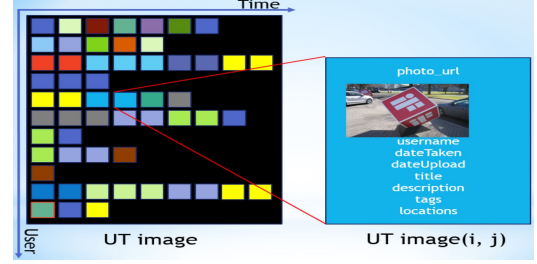 Time
photo_url
username
dateTaken
dateUpload
title
description
tags
locations
User
UT image
UT image(i, j)